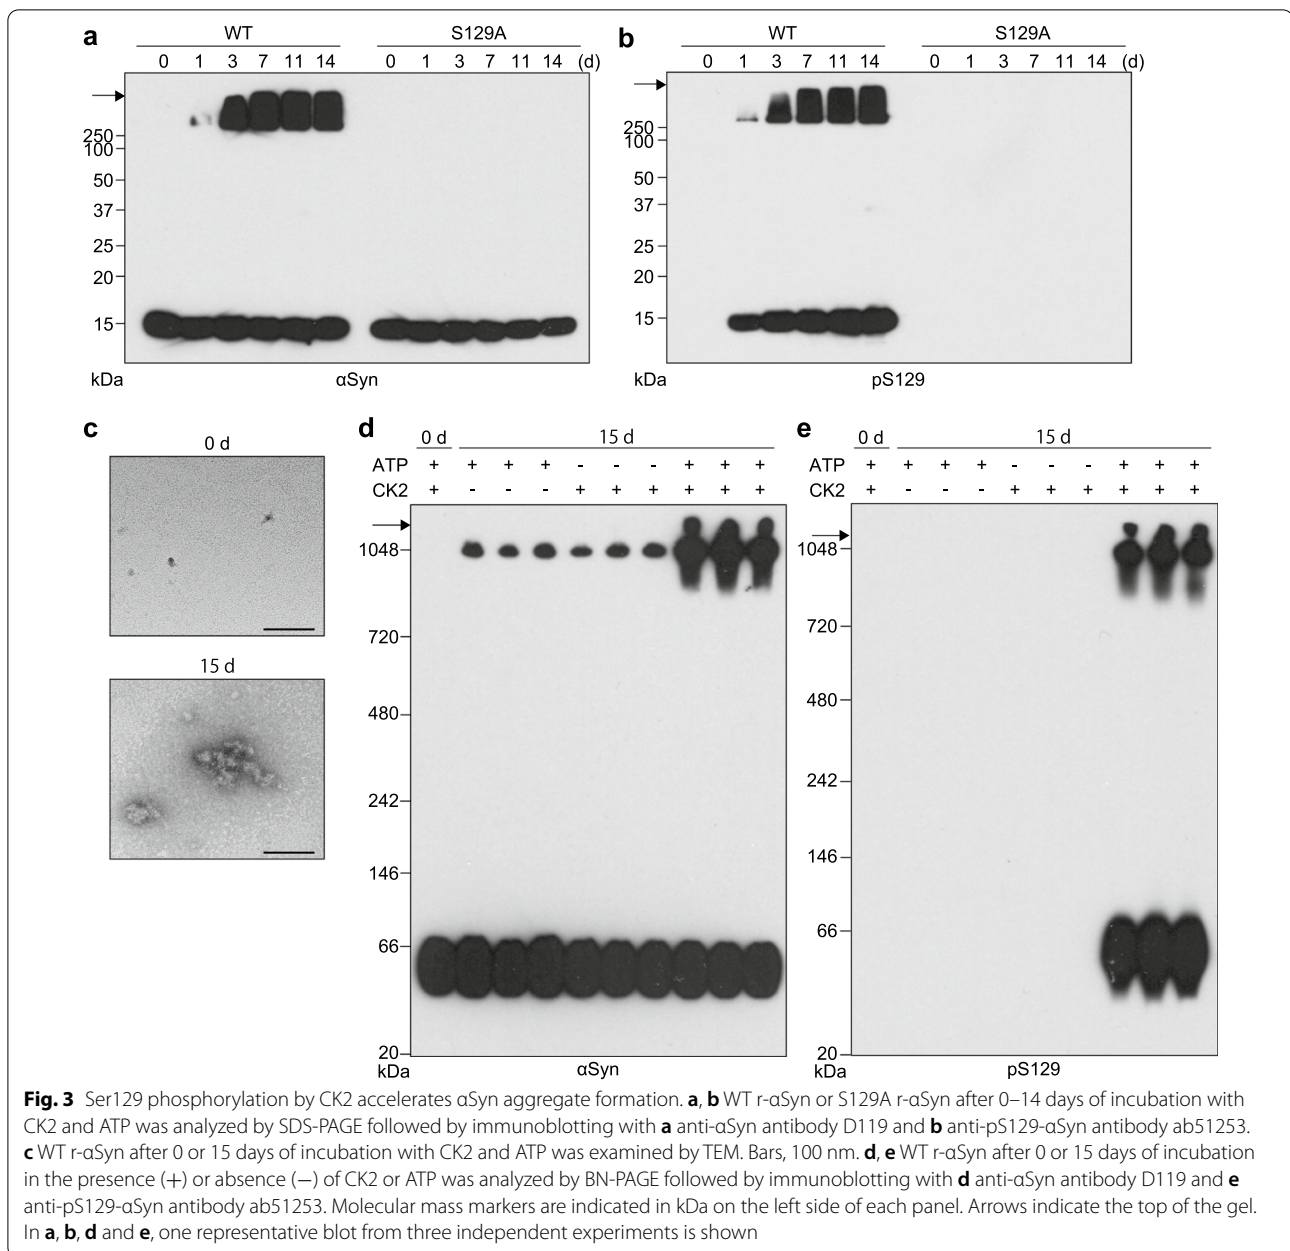 a
WT
S129A
0 1 3 7 11 14
0 1 3 7 11 14 (d)
250
100
50
37
25
20
15
kDa
αSyn
b
WT
S129A
0 1 3 7 11 14
0 1 3 7 11 14 (d)
250
100
50
37
25
20
15
kDa
pS129
c
0 d
15 d
d
0 d 15 d
ATP + + + + - - - + + +
CK2 + - - - + + + + + +
1048
720
480
242
146
66
20
kDa
αSyn
e
0 d 15 d
ATP + + + + - - - + + +
CK2 + - - - + + + + + +
1048
720
480
242
146
66
20
kDa
pS129
Fig. 3 Ser129 phosphorylation by CK2 accelerates αSyn aggregate formation. a, b WT r-αSyn or S129A r-αSyn after 0–14 days of incubation with
CK2 and ATP was analyzed by SDS-PAGE followed by immunoblotting with a anti-αSyn antibody D119 and b anti-pS129-αSyn antibody ab51253.
c WT r-αSyn after 0 or 15 days of incubation with CK2 and ATP was examined by TEM. Bars, 100 nm. d, e WT r-αSyn after 0 or 15 days of incubation
in the presence (+) or absence (−) of CK2 or ATP was analyzed by BN-PAGE followed by immunoblotting with d anti-αSyn antibody D119 and e
anti-pS129-αSyn antibody ab51253. Molecular mass markers are indicated in kDa on the left side of each panel. Arrows indicate the top of the gel.
In a, b, d and e, one representative blot from three independent experiments is shown